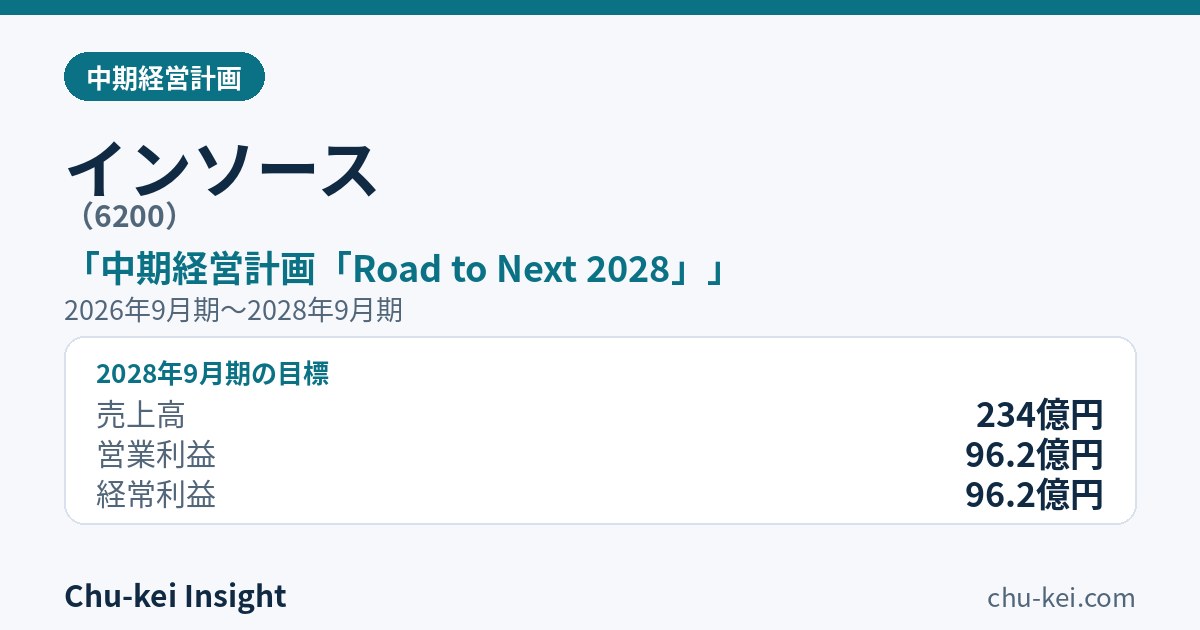 中期経営計画
インソース
（6200）
「中期経営計画「Road to Next 2028」」
2026年9月期～2028年9月期
2028年9月期の目標
売上高 234億円
営業利益 96.2億円
経常利益 96.2億円
Chu-kei Insight chu-kei.com